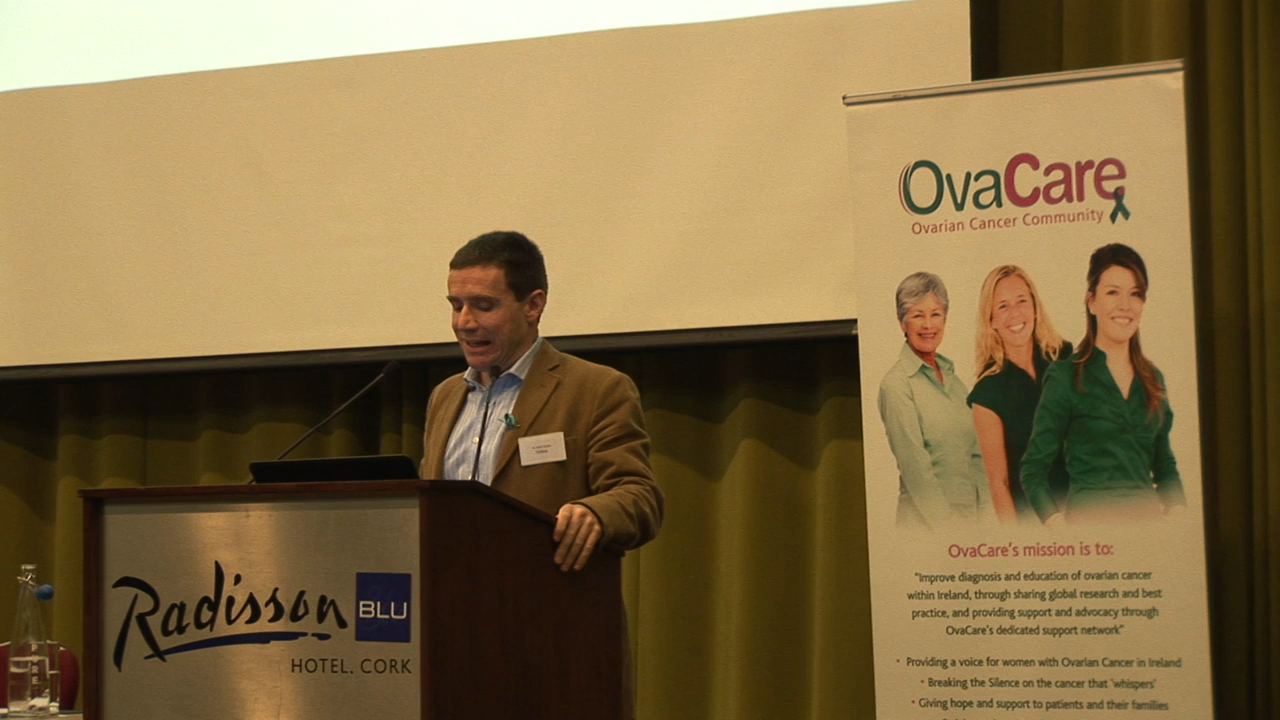 OvaCare
Ovarian Cancer Community
OvaCare's mission is to:
"Improve diagnosis and education of ovarian cancer
within Ireland, through sharing global research and best
practice, and providing support and advocacy through
OvaCare's dedicated support network"
• Providing a voice for women with Ovarian Cancer in Ireland
• Breaking the Silence on the cancer that 'whispers'
• Giving hope and support to patients and their families
Radisson
BLU
HOTEL, CORK